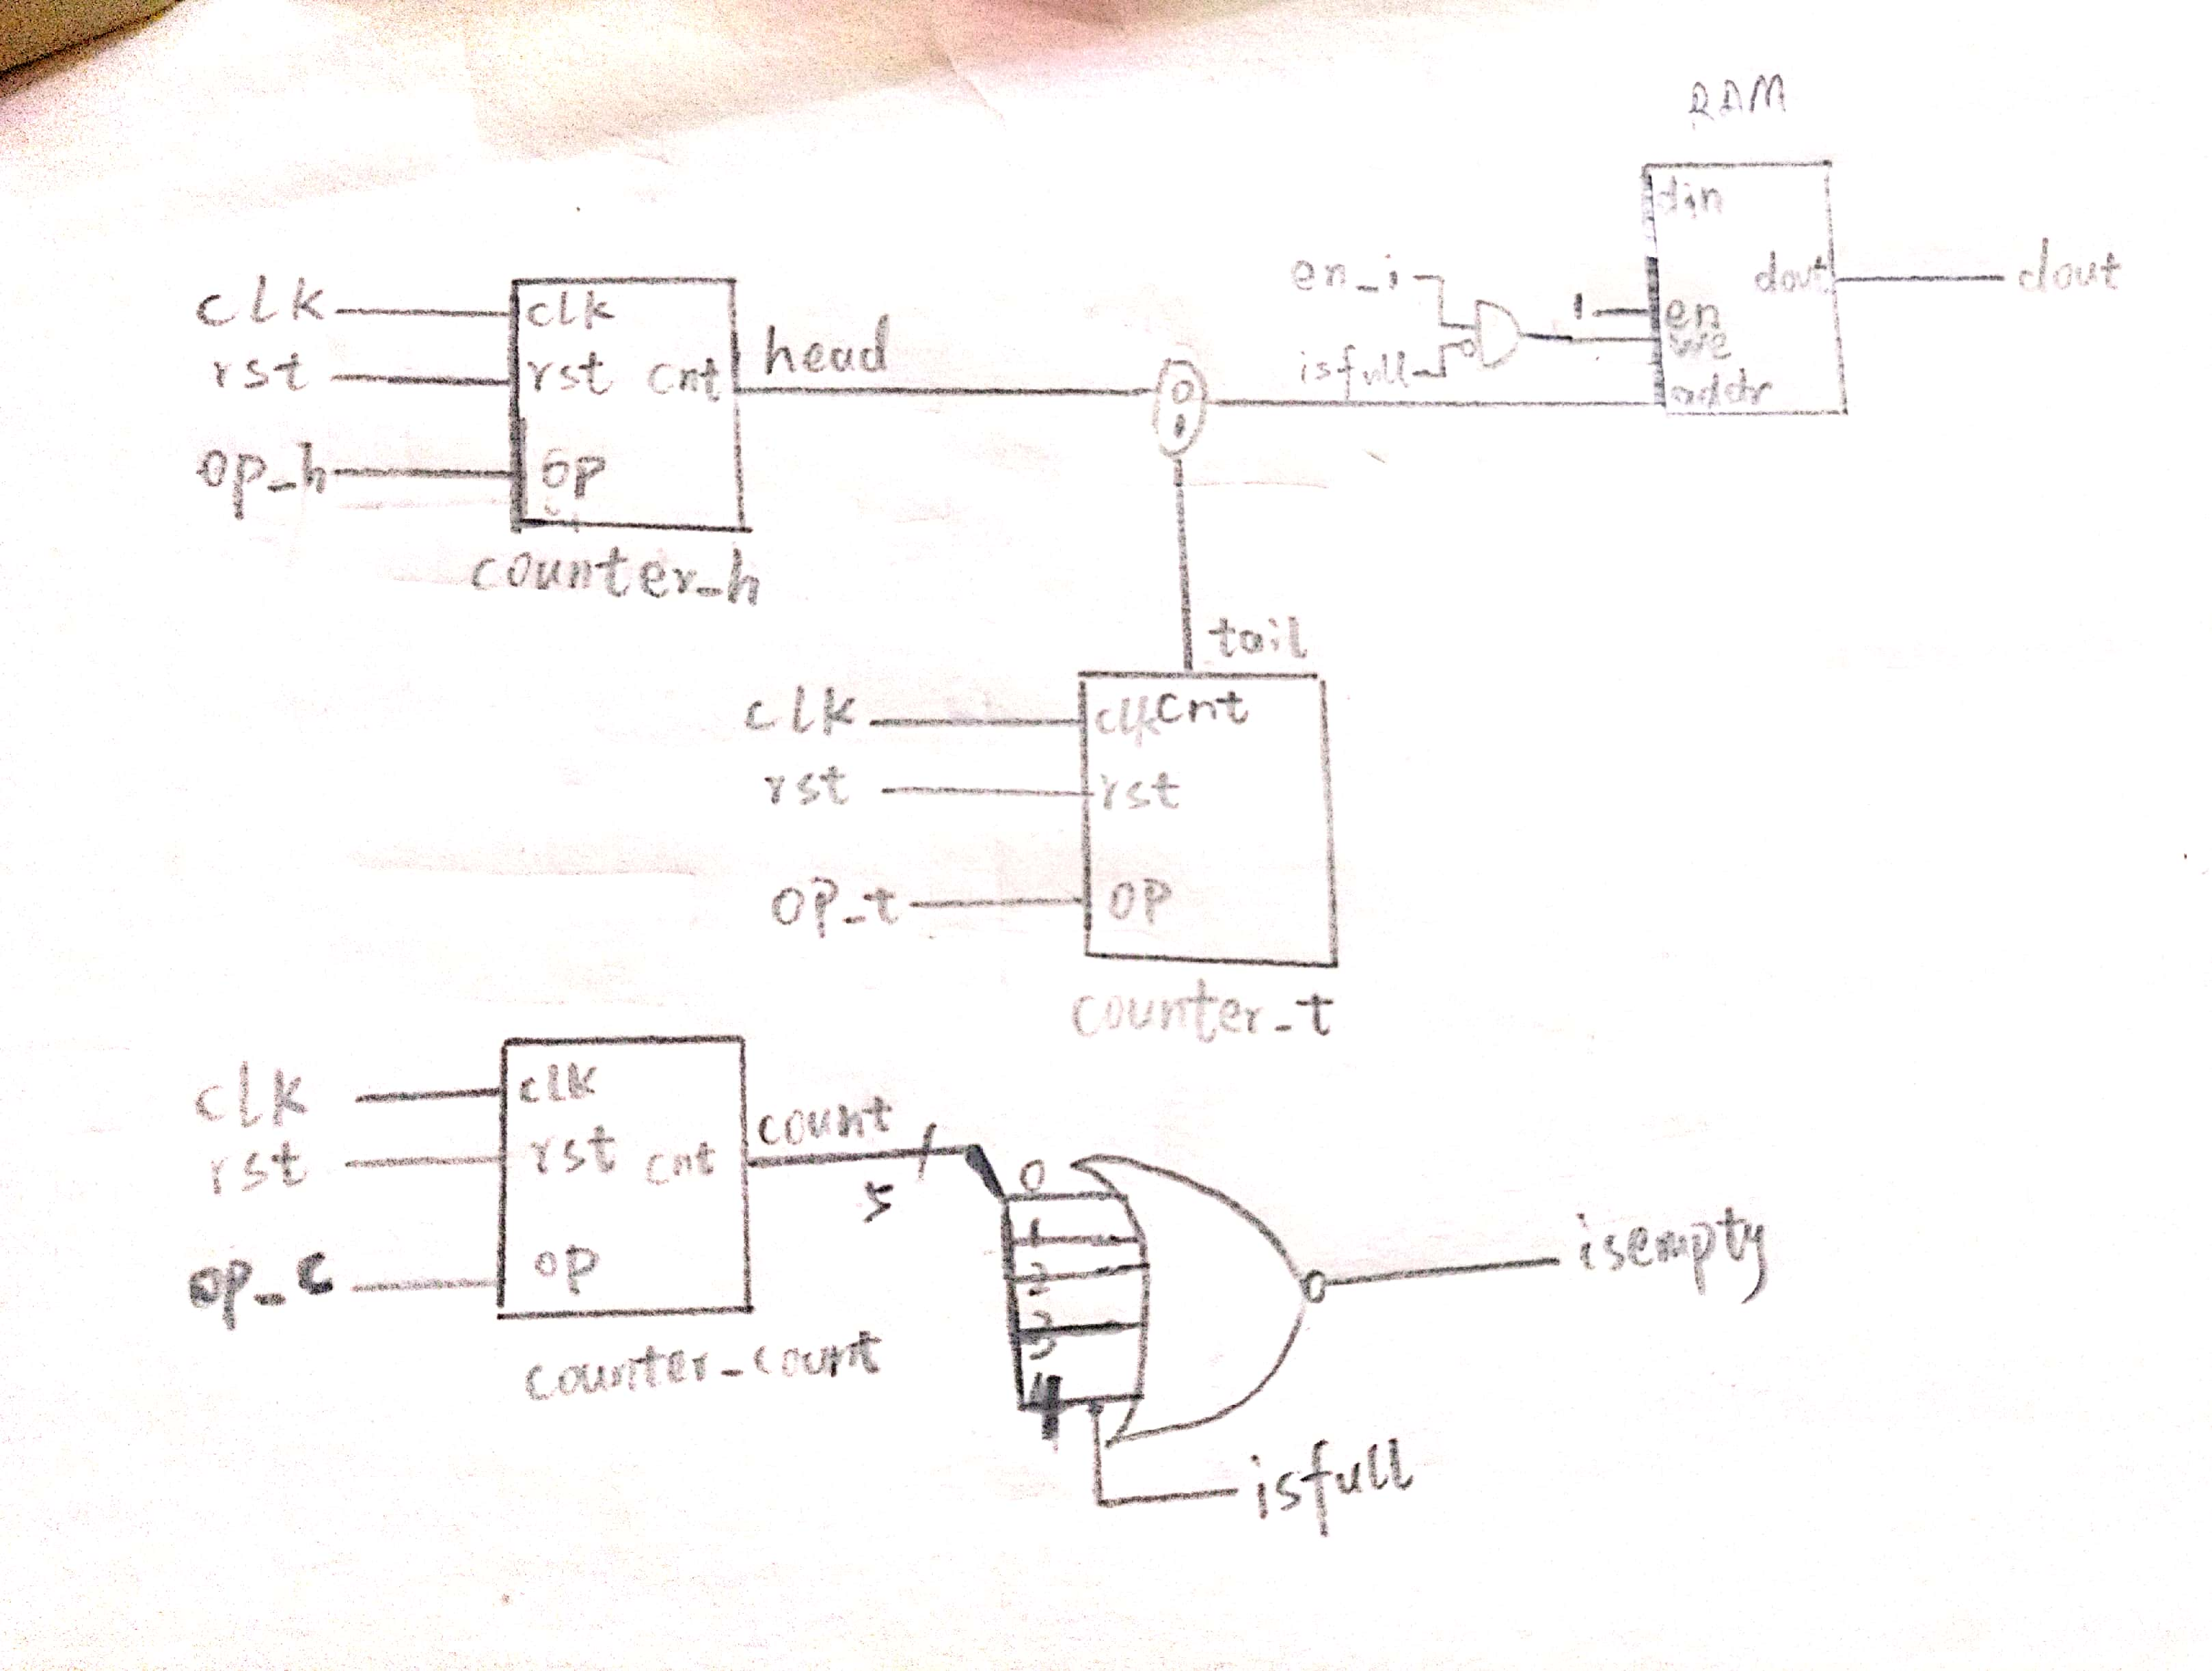 RAM
din
dout
dout
en_i
1
en
we
isfull
addr
clk
clk
head
rst
rst
cnt
0
1
op_h
op
counter_h
tail
clk
clk
cnt
rst
rst
op_t
op
counter_t
clk
clk
count
rst
rst
cnt
5
0
1
2
3
4
op_c
op
isempty
counter_count
isfull